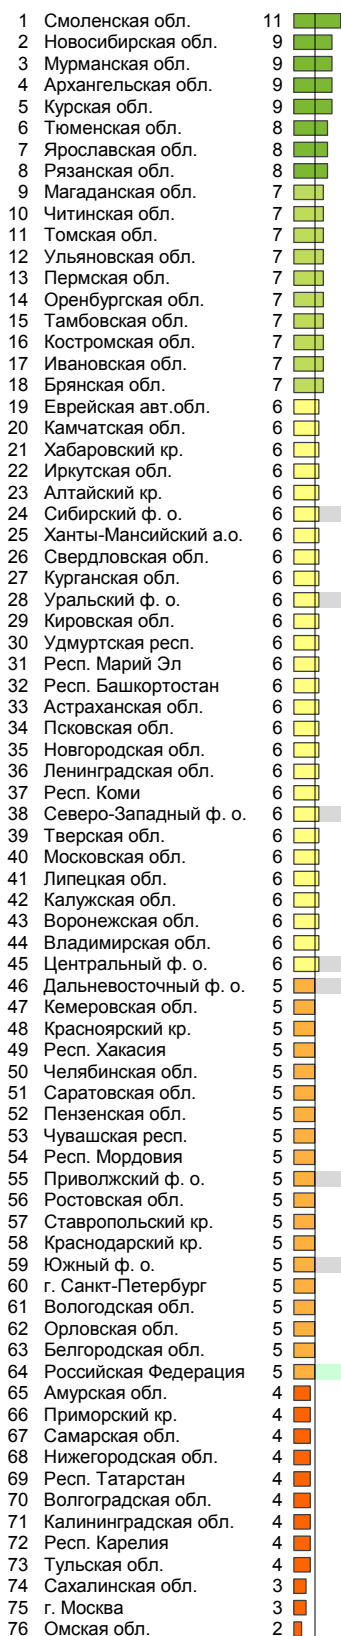 1 Смоленская обл. 11
2 Новосибирская обл. 9
3 Мурманская обл. 9
4 Архангельская обл. 9
5 Курская обл. 9
6 Тюменская обл. 8
7 Ярославская обл. 8
8 Рязанская обл. 8
9 Магаданская обл. 7
10 Читинская обл. 7
11 Томская обл. 7
12 Ульяновская обл. 7
13 Пермская обл. 7
14 Оренбургская обл. 7
15 Тамбовская обл. 7
16 Костромская обл. 7
17 Ивановская обл. 7
18 Брянская обл. 7
19 Еврейская авт.обл. 6
20 Камчатская обл. 6
21 Хабаровский кр. 6
22 Иркутская обл. 6
23 Алтайский кр. 6
24 Сибирский ф. о. 6
25 Ханты-Мансийский а.о. 6
26 Свердловская обл. 6
27 Курганская обл. 6
28 Уральский ф. о. 6
29 Кировская обл. 6
30 Удмуртская респ. 6
31 Респ. Марий Эл 6
32 Респ. Башкортостан 6
33 Астраханская обл. 6
34 Псковская обл. 6
35 Новгородская обл. 6
36 Ленинградская обл. 6
37 Респ. Коми 6
38 Северо-Западный ф. о. 6
39 Тверская обл. 6
40 Московская обл. 6
41 Липецкая обл. 6
42 Калужская обл. 6
43 Воронежская обл. 6
44 Владимирская обл. 6
45 Центральный ф. о. 6
46 Дальневосточный ф. о. 5
47 Кемеровская обл. 5
48 Красноярский кр. 5
49 Респ. Хакасия 5
50 Челябинская обл. 5
51 Саратовская обл. 5
52 Пензенская обл. 5
53 Чувашская респ. 5
54 Респ. Мордовия 5
55 Приволжский ф. о. 5
56 Ростовская обл. 5
57 Ставропольский кр. 5
58 Краснодарский кр. 5
59 Южный ф. о. 5
60 г. Санкт-Петербург 5
61 Вологодская обл. 5
62 Орловская обл. 5
63 Белгородская обл. 5
64 Российская Федерация 5
65 Амурская обл. 4
66 Приморский кр. 4
67 Самарская обл. 4
68 Нижегородская обл. 4
69 Респ. Татарстан 4
70 Волгоградская обл. 4
71 Калининградская обл. 4
72 Респ. Карелия 4
73 Тульская обл. 4
74 Сахалинская обл. 3
75 г. Москва 3
76 Омская обл. 2